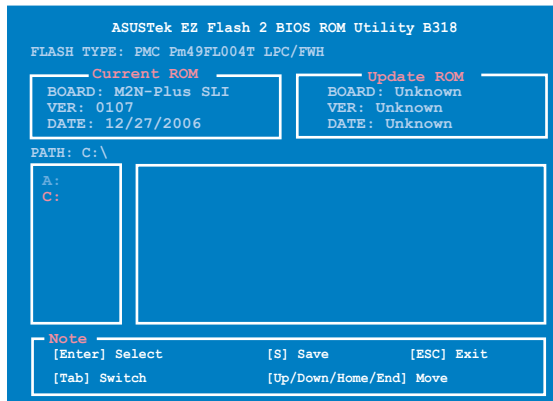 ASUSTek EZ Flash 2 BIOS ROM Utility B318
FLASH TYPE: PMC Pm49FL004T LPC/FWH
Current ROM
BOARD: M2N-Plus SLI
VER: 0107
DATE: 12/27/2006
Update ROM
BOARD: Unknown
VER: Unknown
DATE: Unknown
PATH: C:\
A:
C:
Note
[Enter] Select [S] Save [ESC] Exit
[Tab] Switch [Up/Down/Home/End] Move